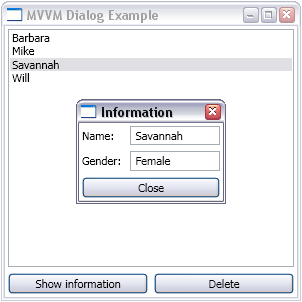 MVVM Dialog Example
Barbara
Mike
Savannah
Will
Information
Name: Savannah
Gender: Female
Close
Show information Delete